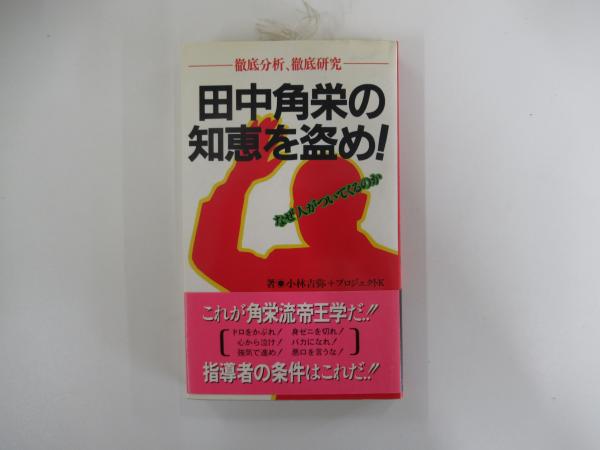 徹底分析、徹底研究
田中角栄の
知恵を盗め!
なぜ人がついてくるのか
著●小林吉弥+プロジェクトK
これが角栄流帝王学だ!!
ドロをかぶれ! 身ゼニを切れ!
心から泣け! バカになれ!
強気で進め! 悪口を言うな!
指導者の条件はこれだ!!